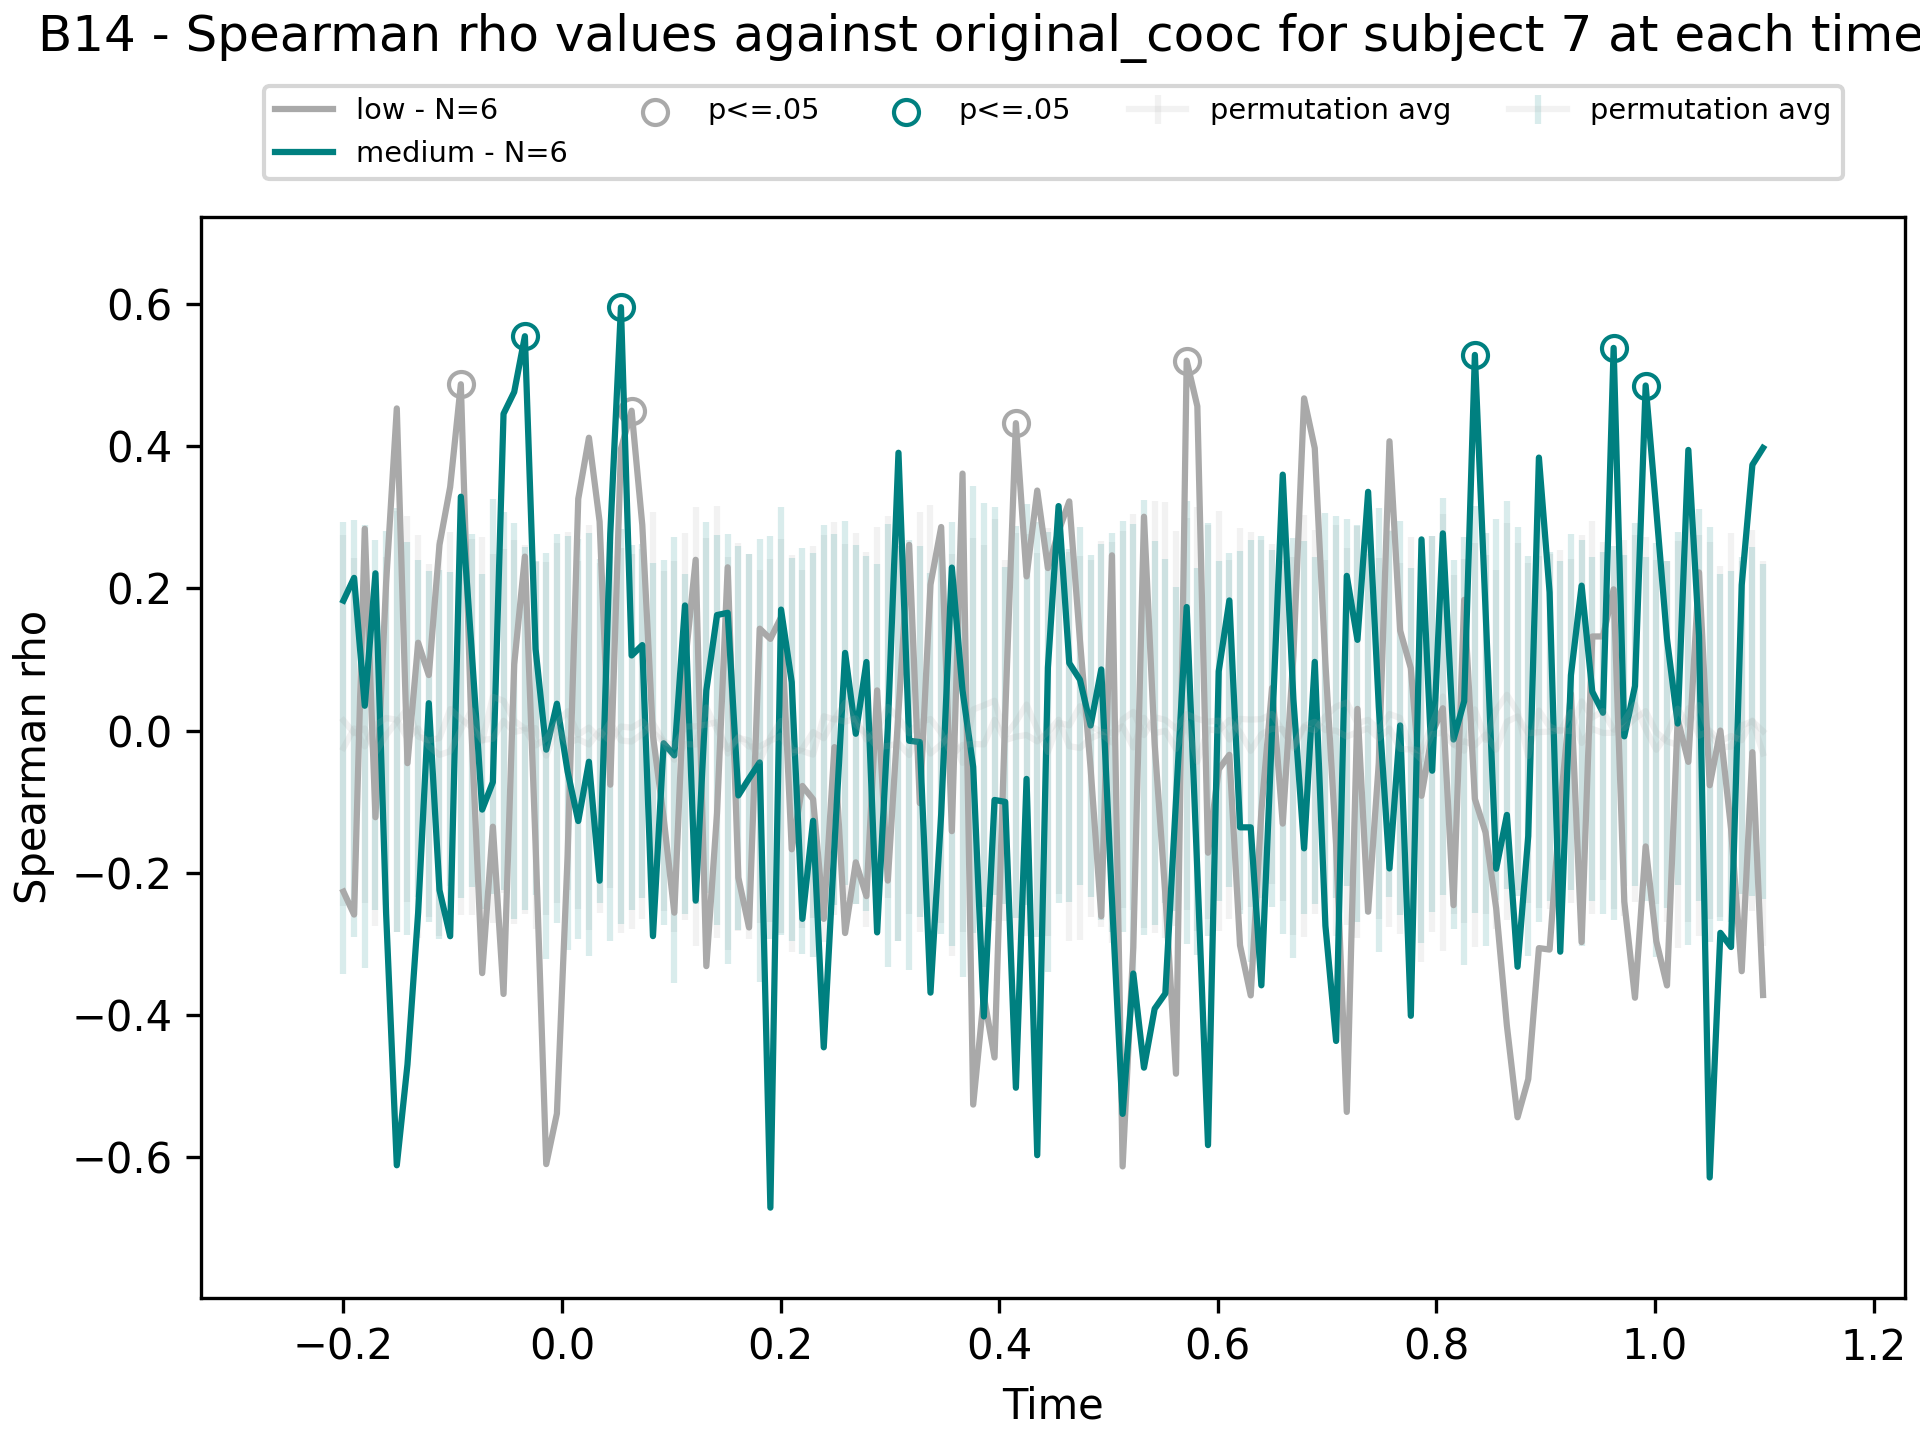 B14 - Spearman rho values against original_cooc for subject 7 at each time
low - N=6
medium - N=6
p<=.05
p<=.05
permutation avg
permutation avg
Spearman rho
0.6
0.4
0.2
0.0
−0.2
−0.4
−0.6
−0.2 0.0 0.2 0.4 0.6 0.8 1.0 1.2
Time